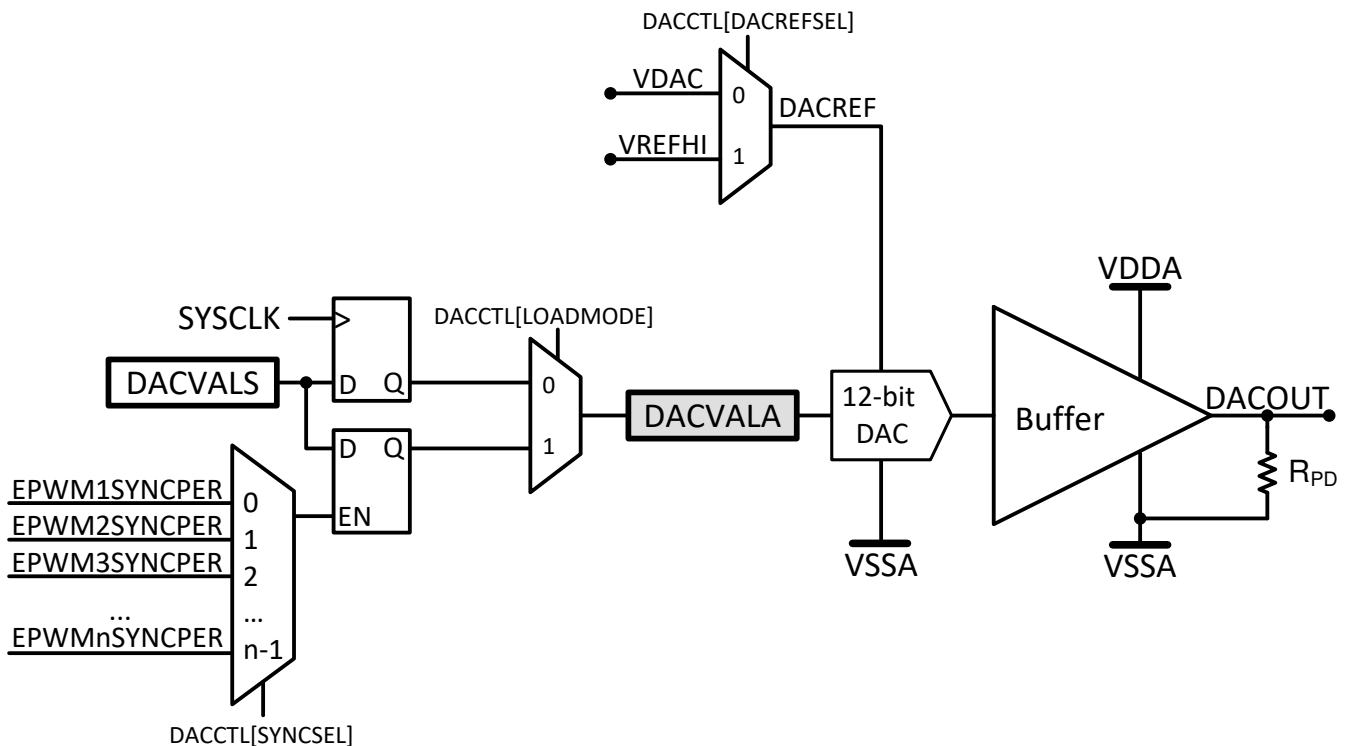 DACCTL[DACREFSEL]
VDAC
0
DACREF
VREFHI
1
VDDA
SYSCLK
DACCTL[LOADMODE]
DACVALS
D
Q
0
DACVALA
12-bit
DAC
Buffer
DACOUT
D
Q
1
RPD
EPWM1SYNCPER
0
EN
EPWM2SYNCPER
1
EPWM3SYNCPER
2
VSSA
VSSA
...
...
EPWMnSYNCPER
n-1
DACCTL[SYNCSEL]